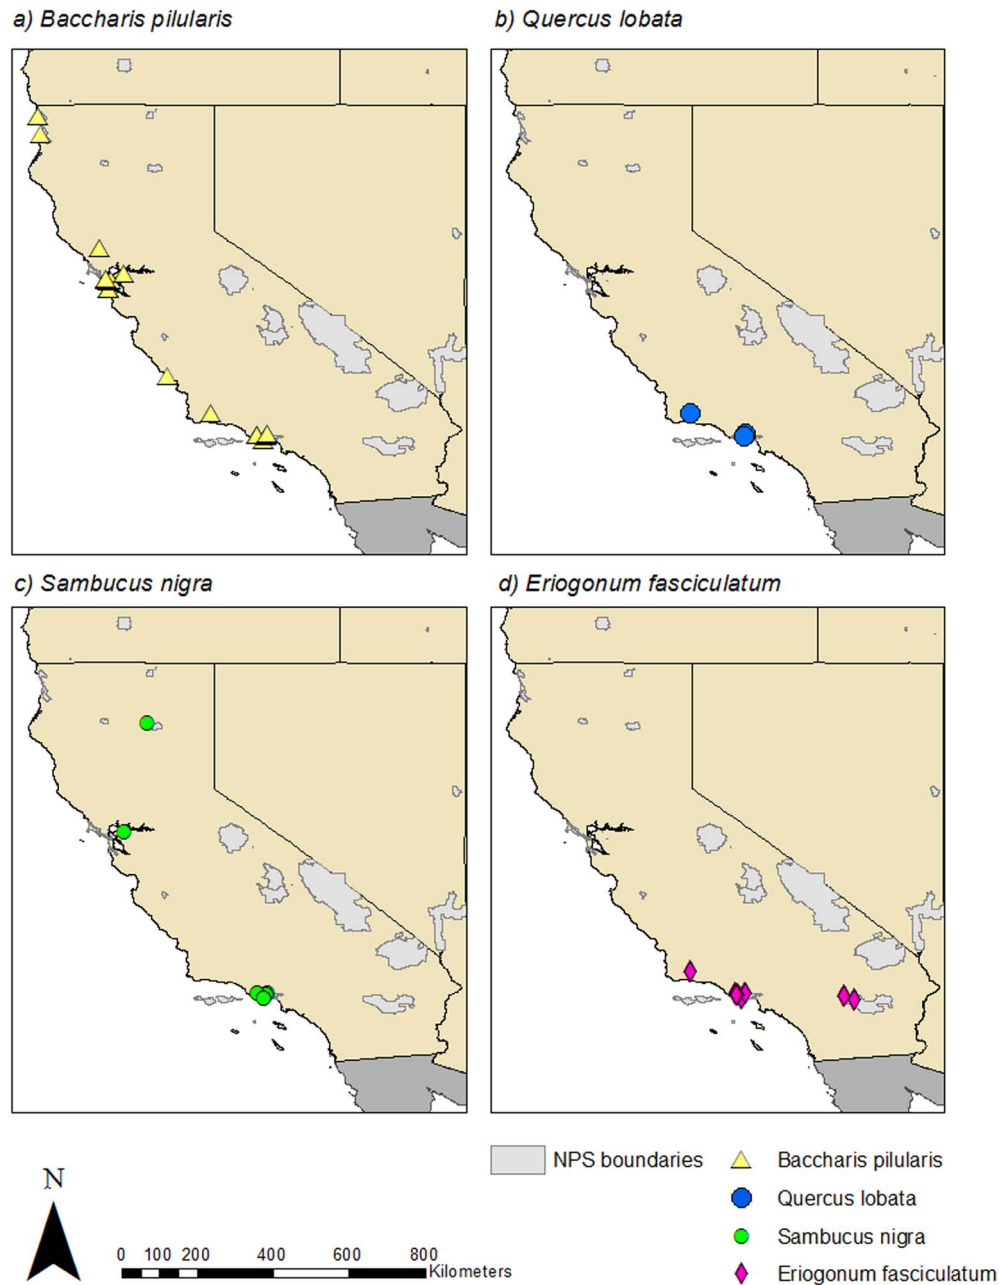 a) Baccharis pilularis
b) Quercus lobata
c) Sambucus nigra
d) Eriogonum fasciculatum
NPS boundaries
Baccharis pilularis
Quercus lobata
Sambucus nigra
Eriogonum fasciculatum
N
0 100 200 400 600 800
Kilometers